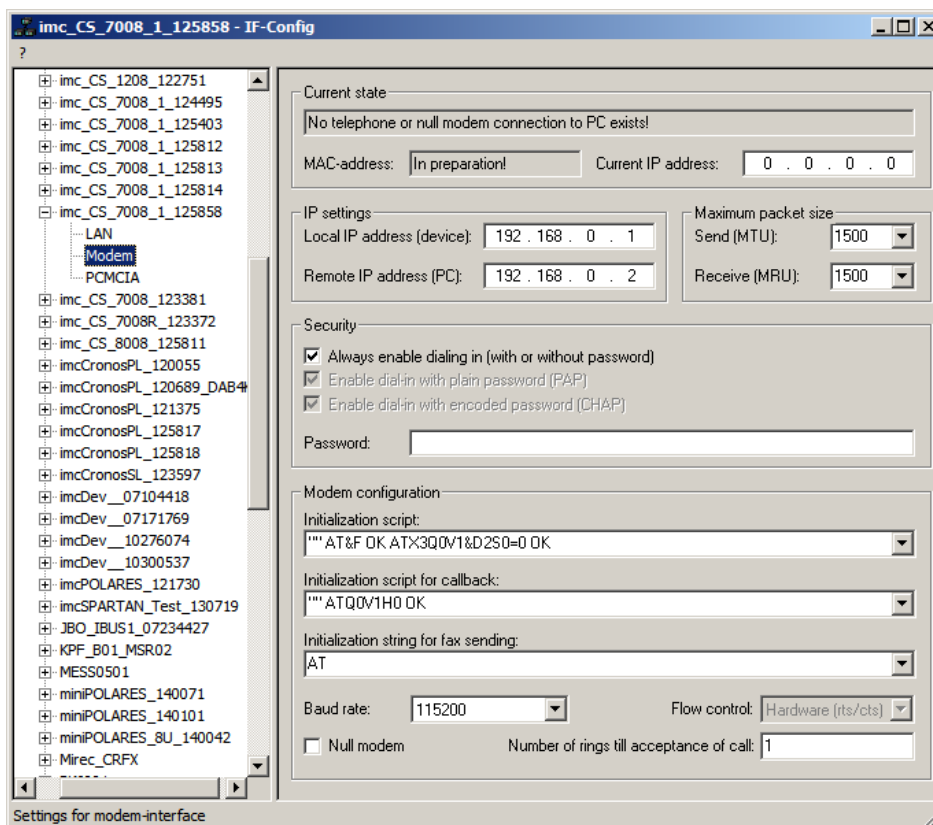 imc_CS_7008_1_125858 - IF-Config
?
imc_CS_1208_122751
imc_CS_7008_1_124495
imc_CS_7008_1_125403
imc_CS_7008_1_125812
imc_CS_7008_1_125813
imc_CS_7008_1_125814
imc_CS_7008_1_125858
LAN
Modem
PCMCIA
imc_CS_7008_123381
imc_CS_7008R_123372
imc_CS_8008_125811
imcCronosPL_120055
imcCronosPL_120689_DAB4
imcCronosPL_121375
imcCronosPL_125817
imcCronosPL_125818
imcCronosSL_123597
imcDev__07104418
imcDev__07171769
imcDev__10276074
imcDev__10300537
imcPOLARES_121730
imcSPARTAN_Test_130719
JBO_IBUS1_07234427
KPF_B01_MSR02
MESS0501
miniPOLARES_140071
miniPOLARES_140101
miniPOLARES_8U_140042
Mirec_CRFX
Current state
No telephone or null modem connection to PC exists!
MAC-address: In preparation! Current IP address: 0 . 0 . 0 . 0
IP settings
Local IP address (device): 192 . 168 . 0 . 1
Remote IP address (PC): 192 . 168 . 0 . 2
Maximum packet size
Send (MTU): 1500
Receive (MRU): 1500
Security
Always enable dialing in (with or without password)
Enable dial-in with plain password (PAP)
Enable dial-in with encoded password (CHAP)
Password:
Modem configuration
Initialization script:
"" AT&F OK ATX3Q0V1&D2S0=0 OK
Initialization script for callback:
"" ATQ0V1H0 OK
Initialization string for fax sending:
AT
Baud rate: 115200 Flow control: Hardware (rts/cts)
Null modem Number of rings till acceptance of call: 1
Settings for modem-interface